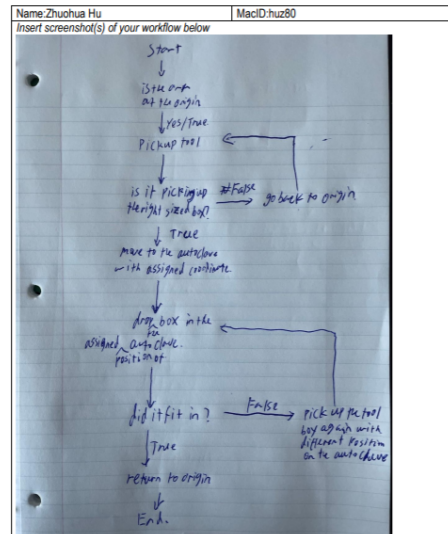 Name:Zhuohua Hu
MacID:huz80
Insert screenshot(s) of your workflow below
Start
is the arm
at the origin
Yes/True
Pickup tool
is it picking up
the right sized box?
False
go back to origin
True
move to the autoclave
with assigned coordinate
drop box in the
assigned the autoclave.
position of
did it fit in?
False
pick up the tool
box again with
different position
on the autoclave
True
return to origin
End.